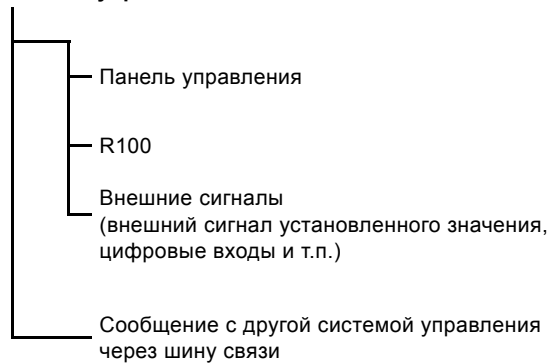 Панель управления
R100
Внешние сигналы
(внешний сигнал установленного значения,
цифровые входы и т.п.)
Сообщение с другой системой управления
через шину связи